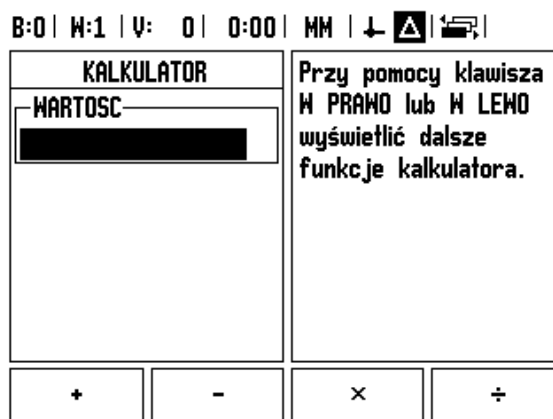 B:0| W:1 |V: 0| 0:00| MM | Δ| |
KALKULATOR
WARTOSC
Przy pomocy klawisza
W PRAWO lub W LEWO
wyświetlić dalsze
funkcje kalkulatora.
+ - × ÷